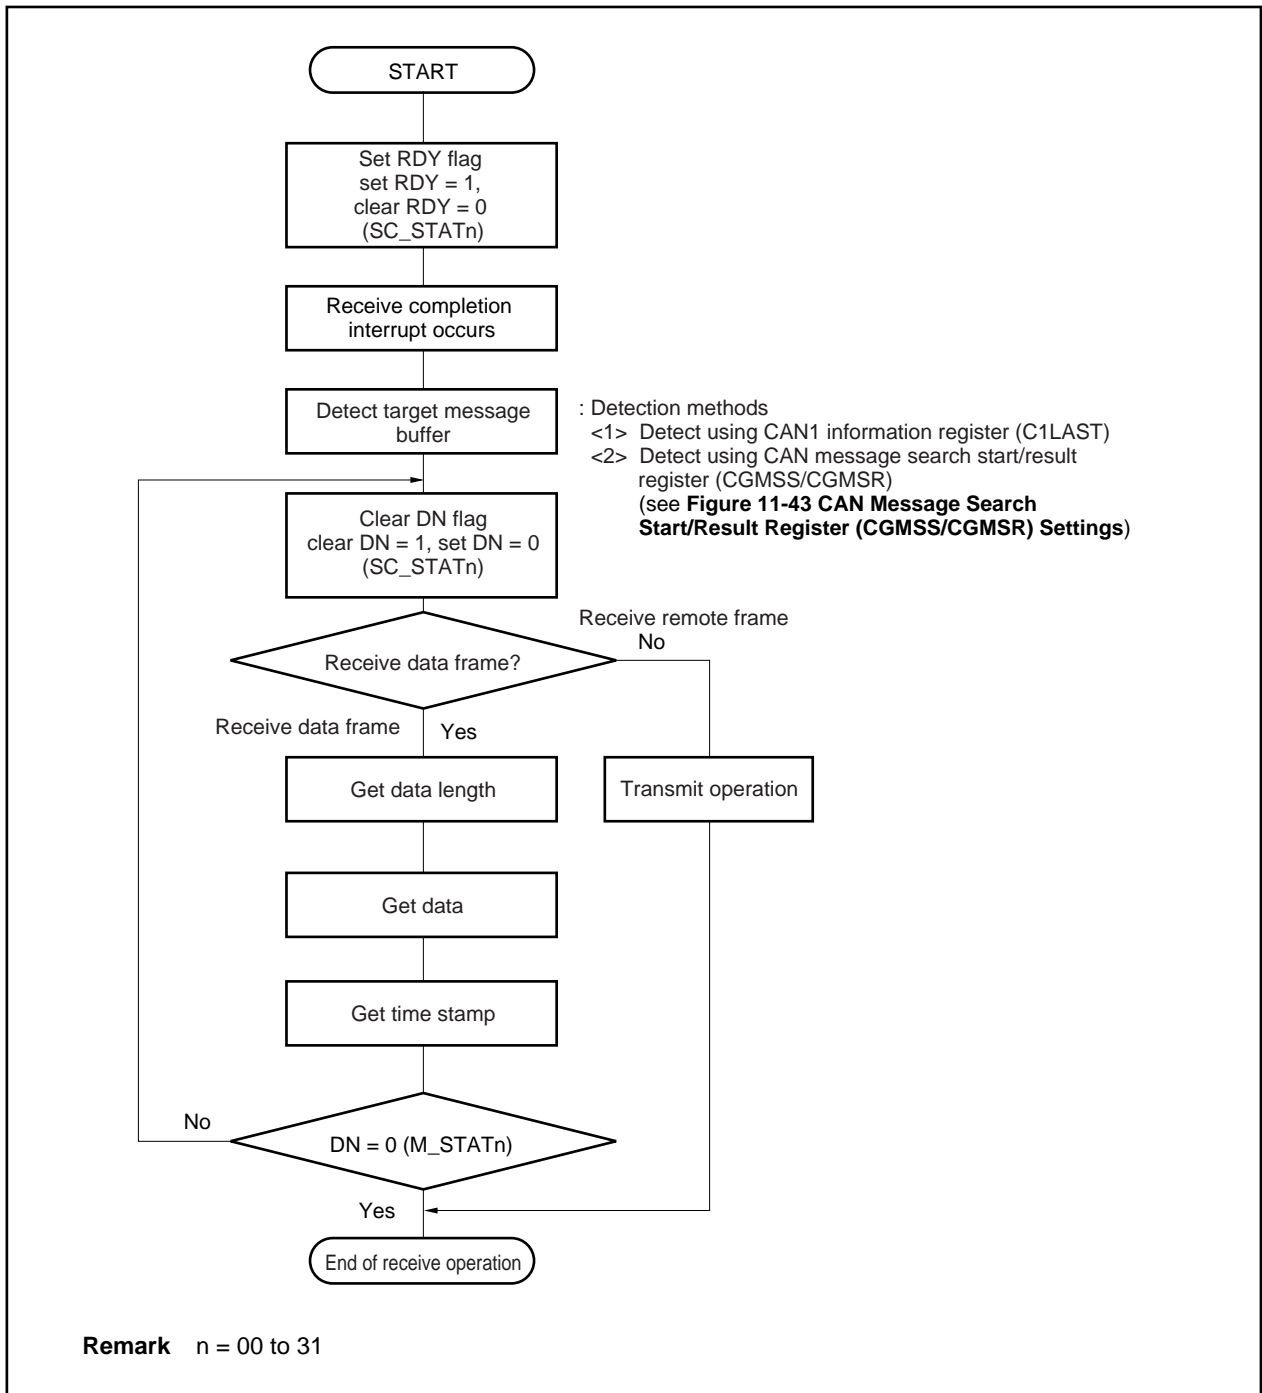 START
Set RDY flag
set RDY = 1,
clear RDY = 0
(SC_STATn)
Receive completion
interrupt occurs
Detect target message
buffer
: Detection methods
<1> Detect using CAN1 information register (C1LAST)
<2> Detect using CAN message search start/result
register (CGMSS/CGMSR)
(see Figure 11-43 CAN Message Search
Start/Result Register (CGMSS/CGMSR) Settings)
Clear DN flag
clear DN = 1, set DN = 0
(SC_STATn)
Receive remote frame
No
Receive data frame?
Receive data frame
Yes
Get data length
Transmit operation
Get data
Get time stamp
No
DN = 0 (M_STATn)
Yes
End of receive operation
Remark n = 00 to 31